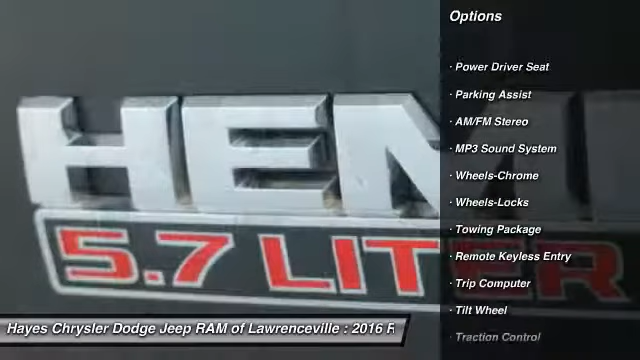 Options
· Power Driver Seat
· Parking Assist
· AM/FM Stereo
· MP3 Sound System
· Wheels-Chrome
· Wheels-Locks
· Towing Package
· Remote Keyless Entry
· Trip Computer
· Tilt Wheel
· Traction Control
HEMI
5.7 LITER
Hayes Chrysler Dodge Jeep RAM of Lawrenceville : 2016 R